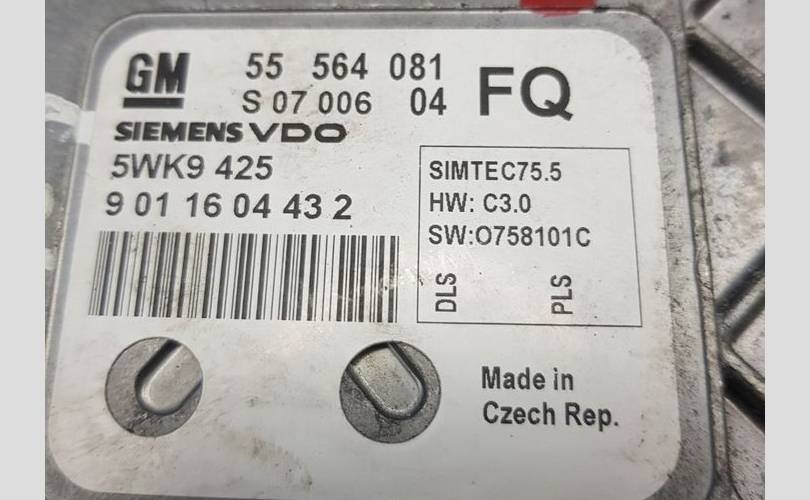 GM 55 564 081 FQ
S 07 006 04
SIEMENS VDO
5WK9 425
9 01 16 04 43 2
SIMTEC75.5
HW: C3.0
SW:O758101C
DLS PLS
Made in
Czech Rep.